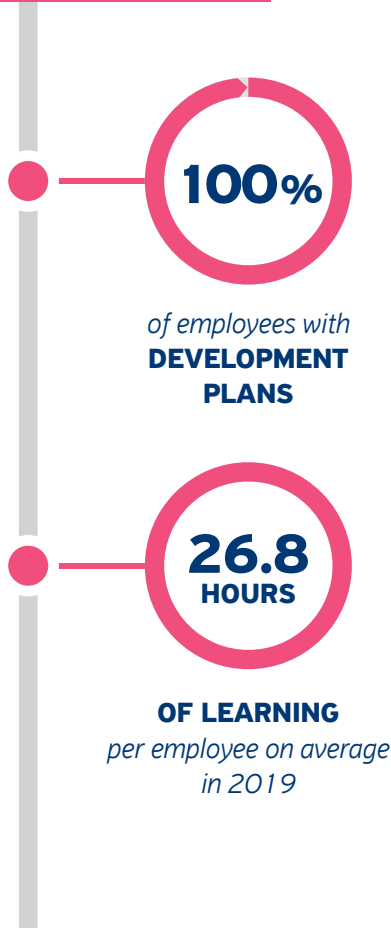 100%
of employees with
DEVELOPMENT
PLANS
26.8
HOURS
OF LEARNING
per employee on average
in 2019